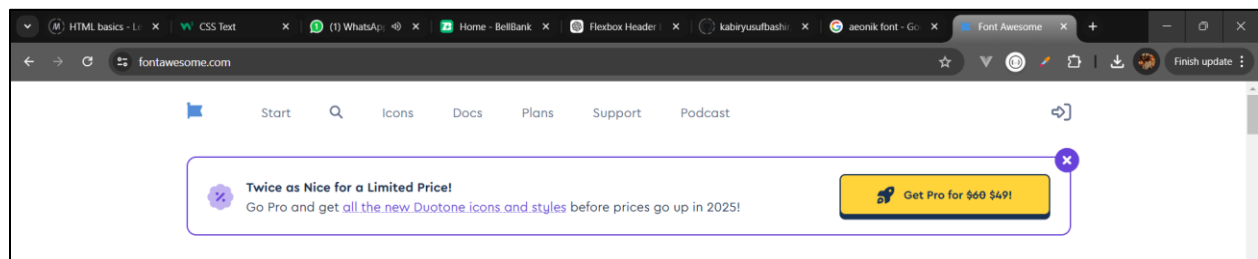 HTML basics - Le
CSS Text
(1) WhatsAp
Home - BellBank
Flexbox Header
kabiryusufbashir
aeonik font - Go
Font Awesome
fontawesome.com
Finish update
Start
Icons
Docs
Plans
Support
Podcast
Twice as Nice for a Limited Price!
Go Pro and get all the new Duotone icons and styles before prices go up in 2025!
Get Pro for $60 $49!